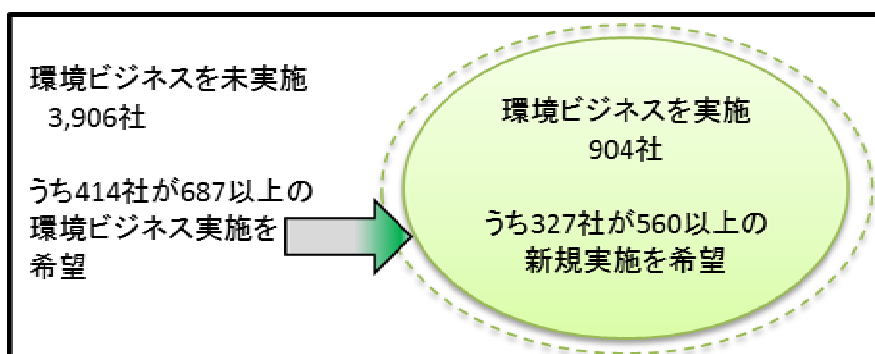 環境ビジネスを未実施
3,906社
うち414社が687以上の
環境ビジネス実施を
希望
環境ビジネスを実施
904社
うち327社が560以上の
新規実施を希望